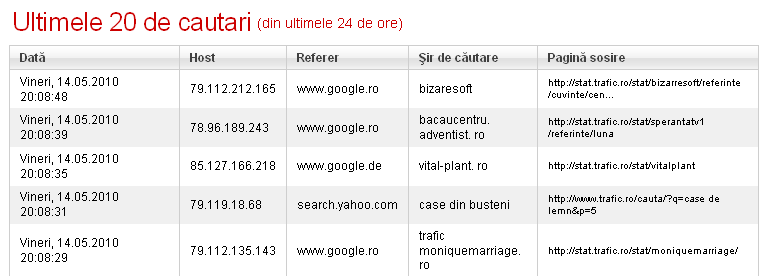 Ultimele 20 de cautari (din ultimele 24 de ore)
Dată Host Referer Şir de căutare Pagină sosire
Vineri, 14.05.2010
20:08:48
79.112.212.165
www.google.ro
bizaresoft
http://stat.trafic.ro/stat/bizarresoft/referinte
/cuvinte/cen...
Vineri, 14.05.2010
20:08:39
78.96.189.243
www.google.ro
bacaucentru.
adventist. ro
http://stat.trafic.ro/stat/sperantatv1
/referinte/luna
Vineri, 14.05.2010
20:08:35
85.127.166.218
www.google.de
vital-plant. ro
http://stat.trafic.ro/stat/vitalplant
Vineri, 14.05.2010
20:08:31
79.119.18.68
search.yahoo.com
case din busteni
http://www.trafic.ro/cauta/?q=case de
lemn&p=5
Vineri, 14.05.2010
20:08:29
79.112.135.143
www.google.ro
trafic
moniquemarriage.
ro
http://stat.trafic.ro/stat/moniquemarriage/